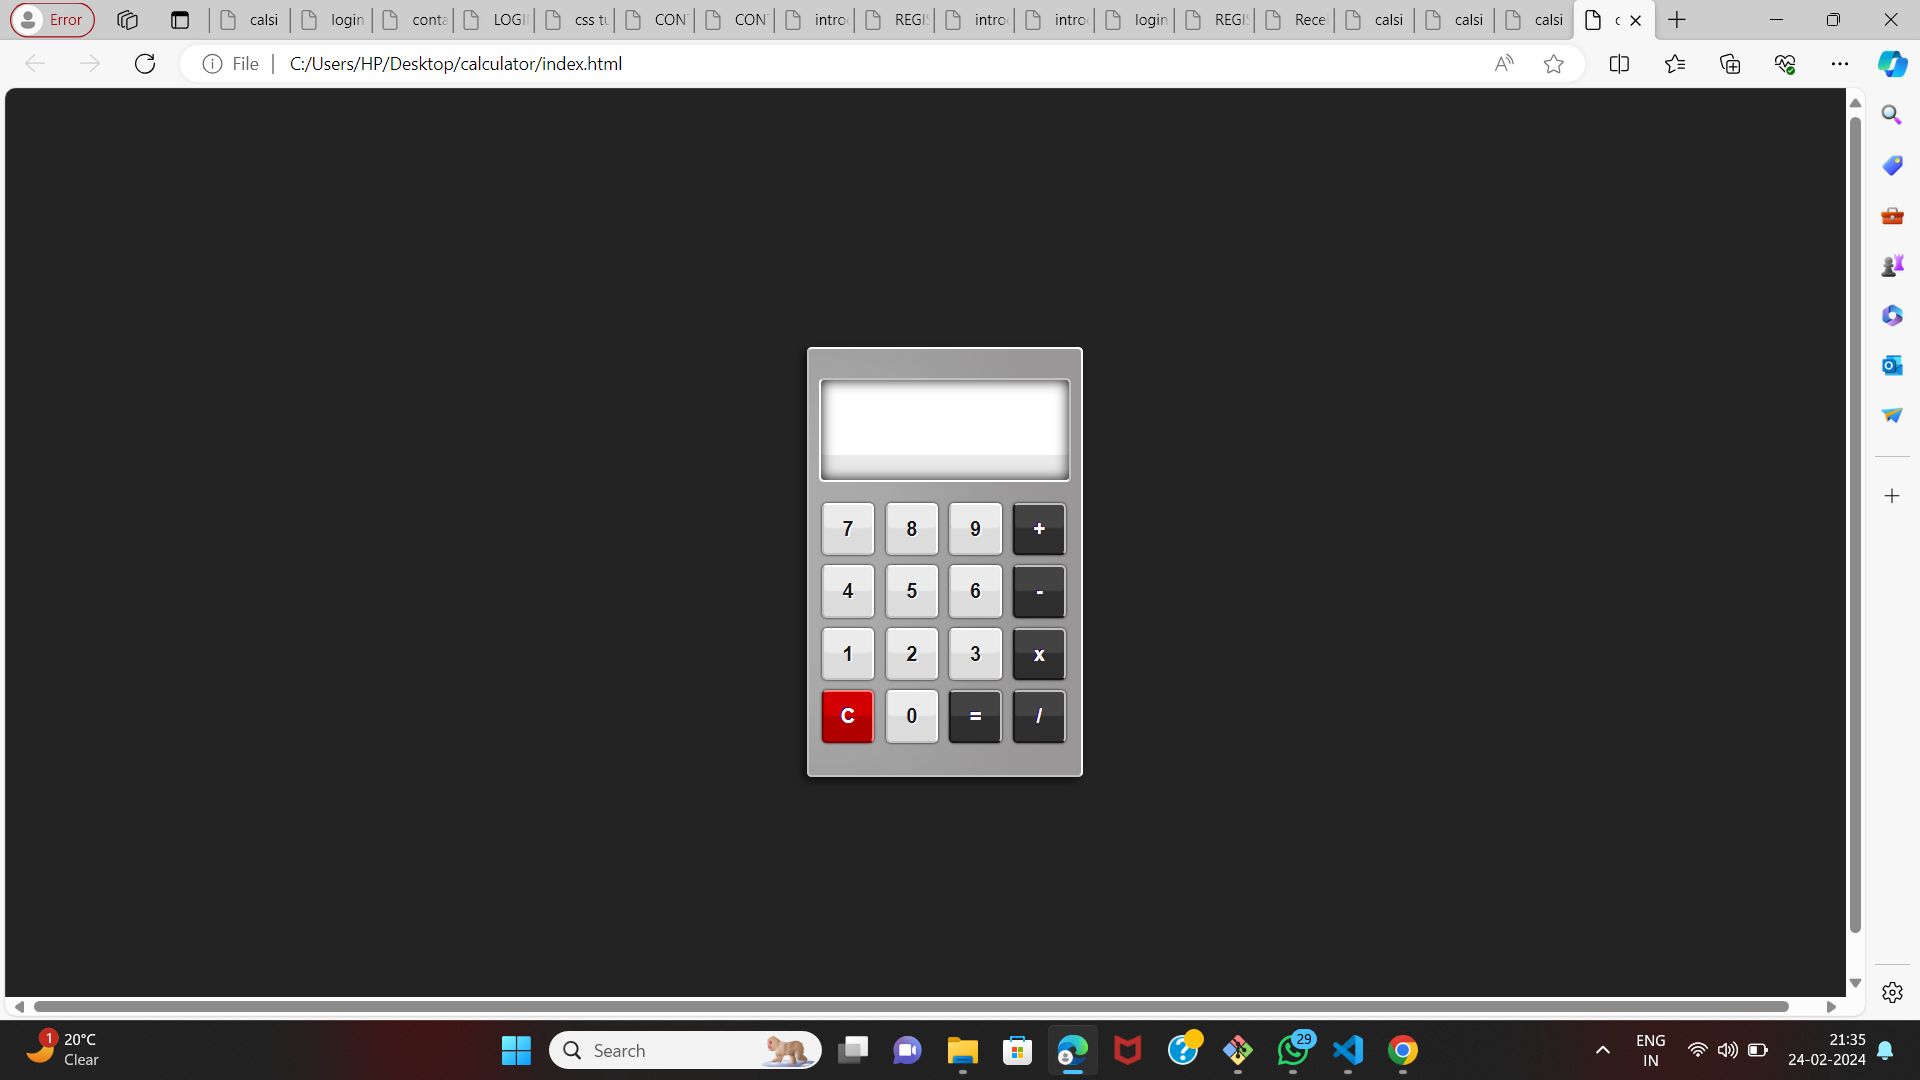 Error calsi login conta LOGI css tu CON CON intro REGIS intro intro login REGIS Rece calsi calsi calsi
File C:/Users/HP/Desktop/calculator/index.html A
7 8 9 +
4 5 6 -
1 2 3 x
C 0 = /
1 20°C
Clear
Search
29
ENG
IN
21:35
24-02-2024